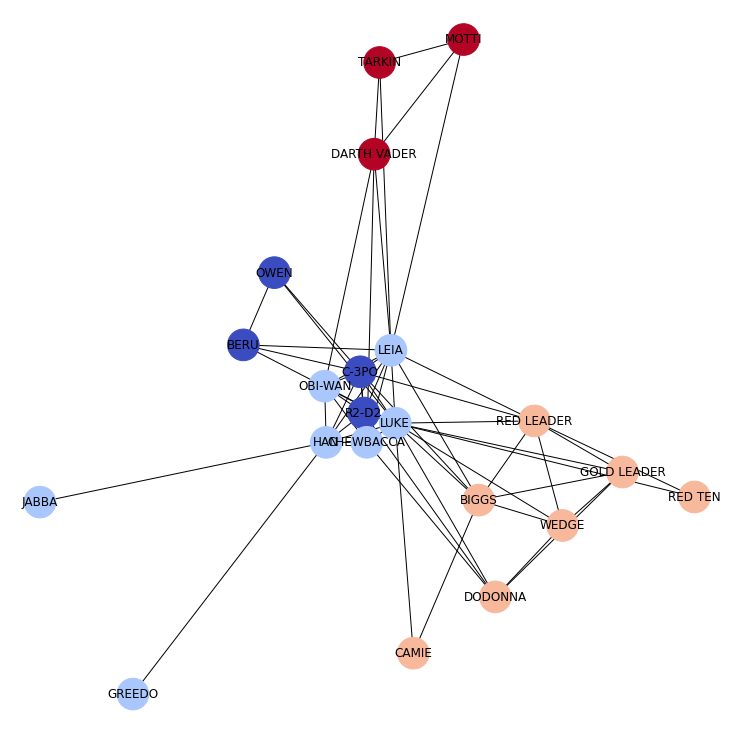 MOTTI
TARKIN
DARTH VADER
OWEN
BERU
LEIA
C-3PO
OBI-WAN
R2-D2
LUKE
RED LEADER
HAN
CHEWBACCA
GOLD LEADER
RED TEN
JABBA
BIGGS
WEDGE
DODONNA
CAMIE
GREEDO